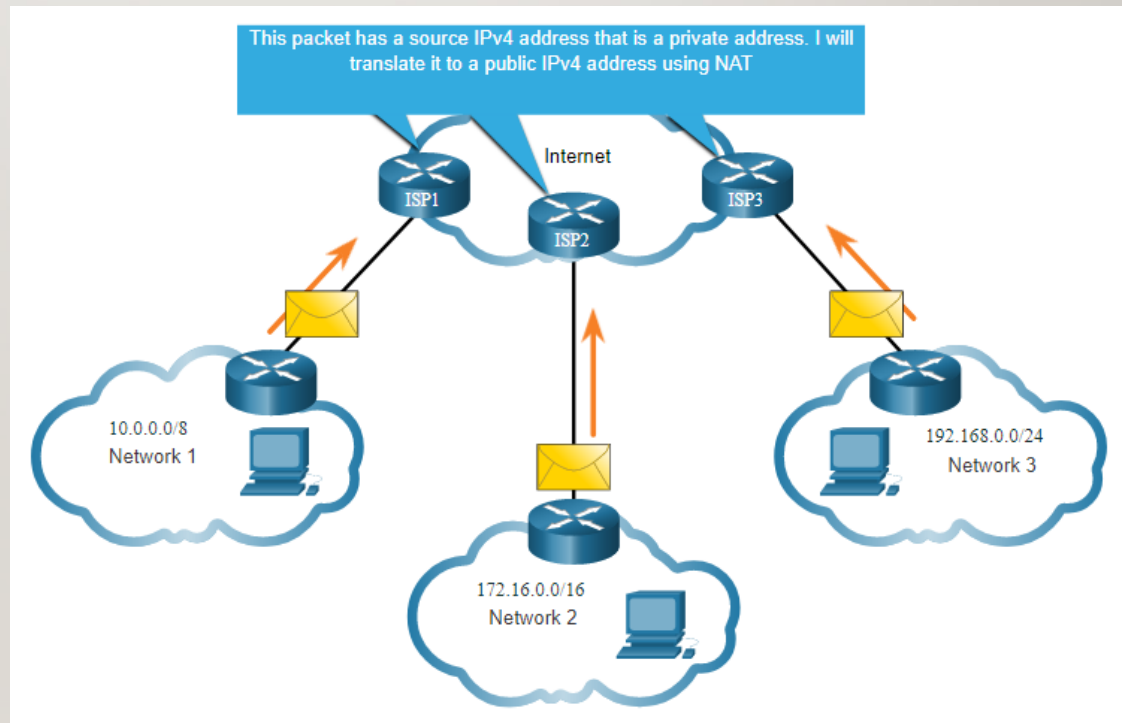 This packet has a source IPv4 address that is a private address. I will
translate it to a public IPv4 address using NAT
Internet
ISP1
ISP2
ISP3
10.0.0.0/8
Network 1
192.168.0.0/24
Network 3
172.16.0.0/16
Network 2